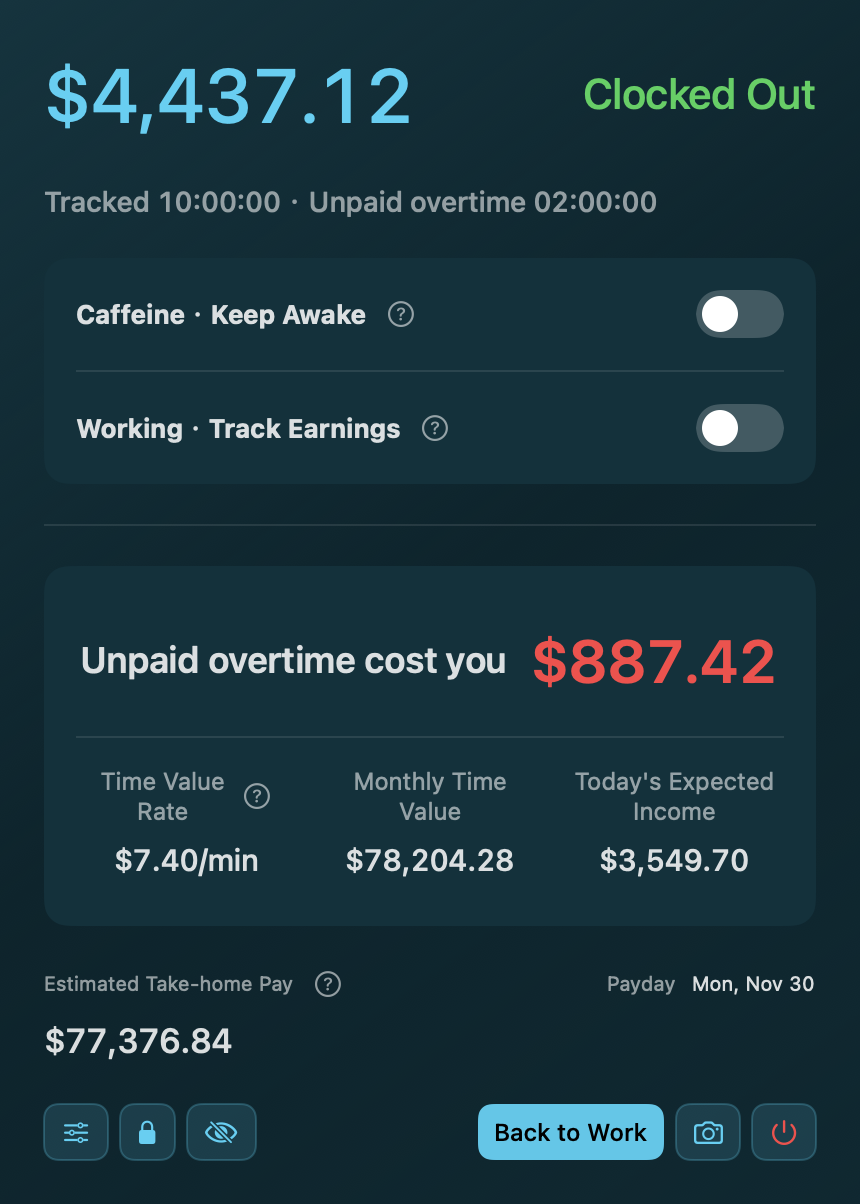 $4,437.12
Clocked Out
Tracked 10:00:00 · Unpaid overtime 02:00:00
Caffeine · Keep Awake ?
Working · Track Earnings ?
Unpaid overtime cost you $887.42
Time Value
Rate
?
$7.40/min
Monthly Time
Value
$78,204.28
Today's Expected
Income
$3,549.70
Estimated Take-home Pay ?
Payday Mon, Nov 30
$77,376.84
Back to Work